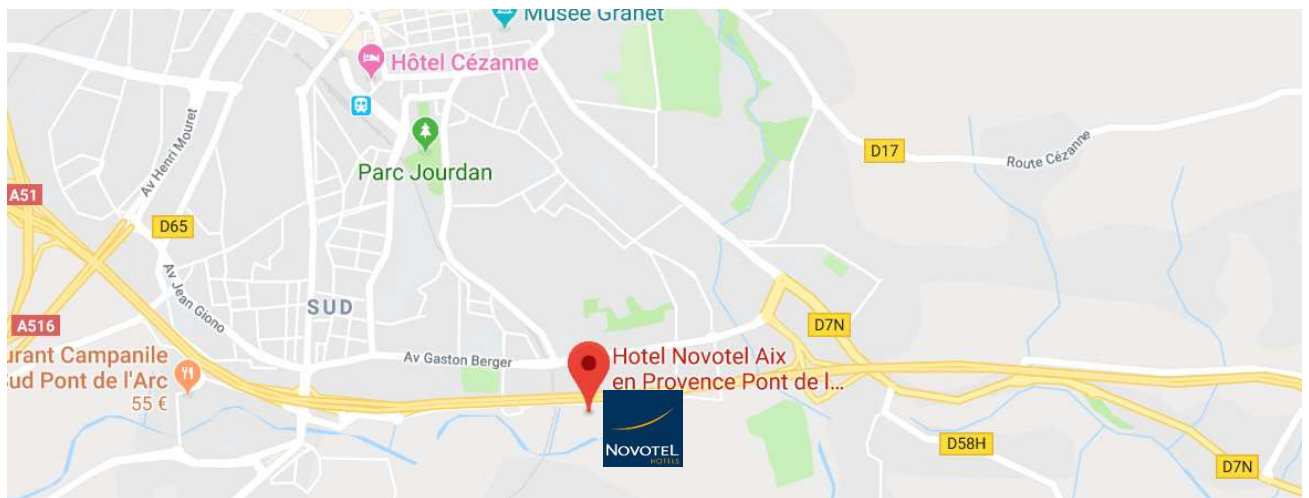 Musée Granet
Hôtel Cézanne
Av Henri Mouret
Parc Jourdan
D17
Route Cézanne
A51
D65
Av Jean Giono
SUD
A516
D7N
urant Campanile
ud Pont de l'Arc
55 €
Av Gaston Berger
Hotel Novotel Aix
en Provence Pont de l...
NOVOTEL
HOTELS
D58H
D7N